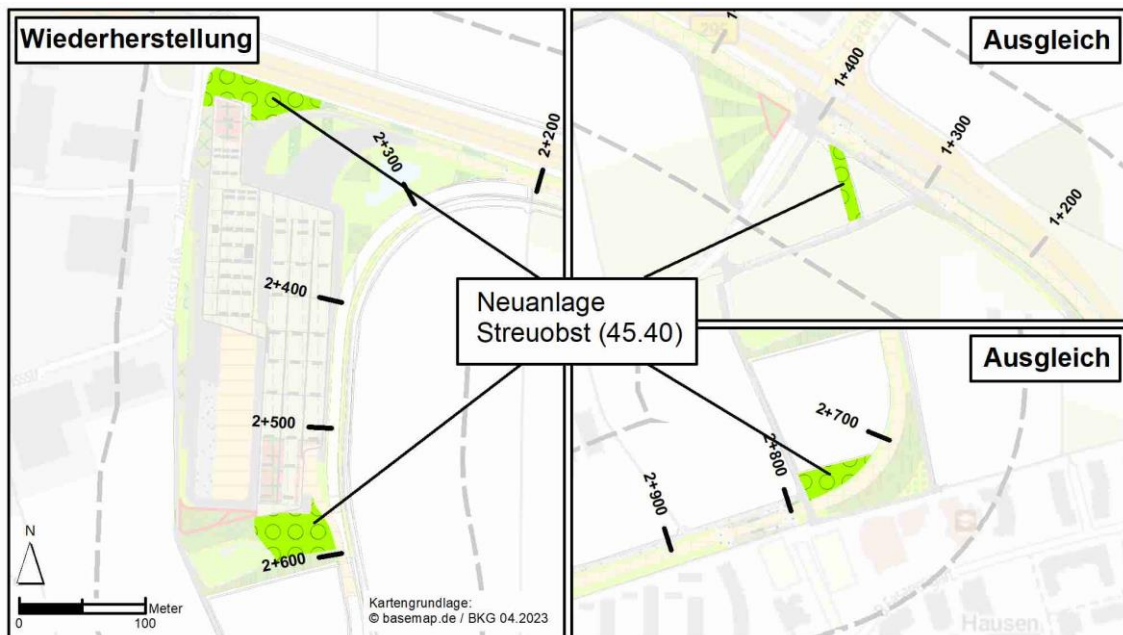 Wiederherstellung
2+200
2+300
2+400
2+500
2+600
N
0
100
Meter
Kartengrundlage:
© basemap.de / BKG 04.2023
Neuanlage
Streuobst (45.40)
Ausgleich
295
1+400
1+300
1+200
Ausgleich
2+700
2+800
2+900
Hausen